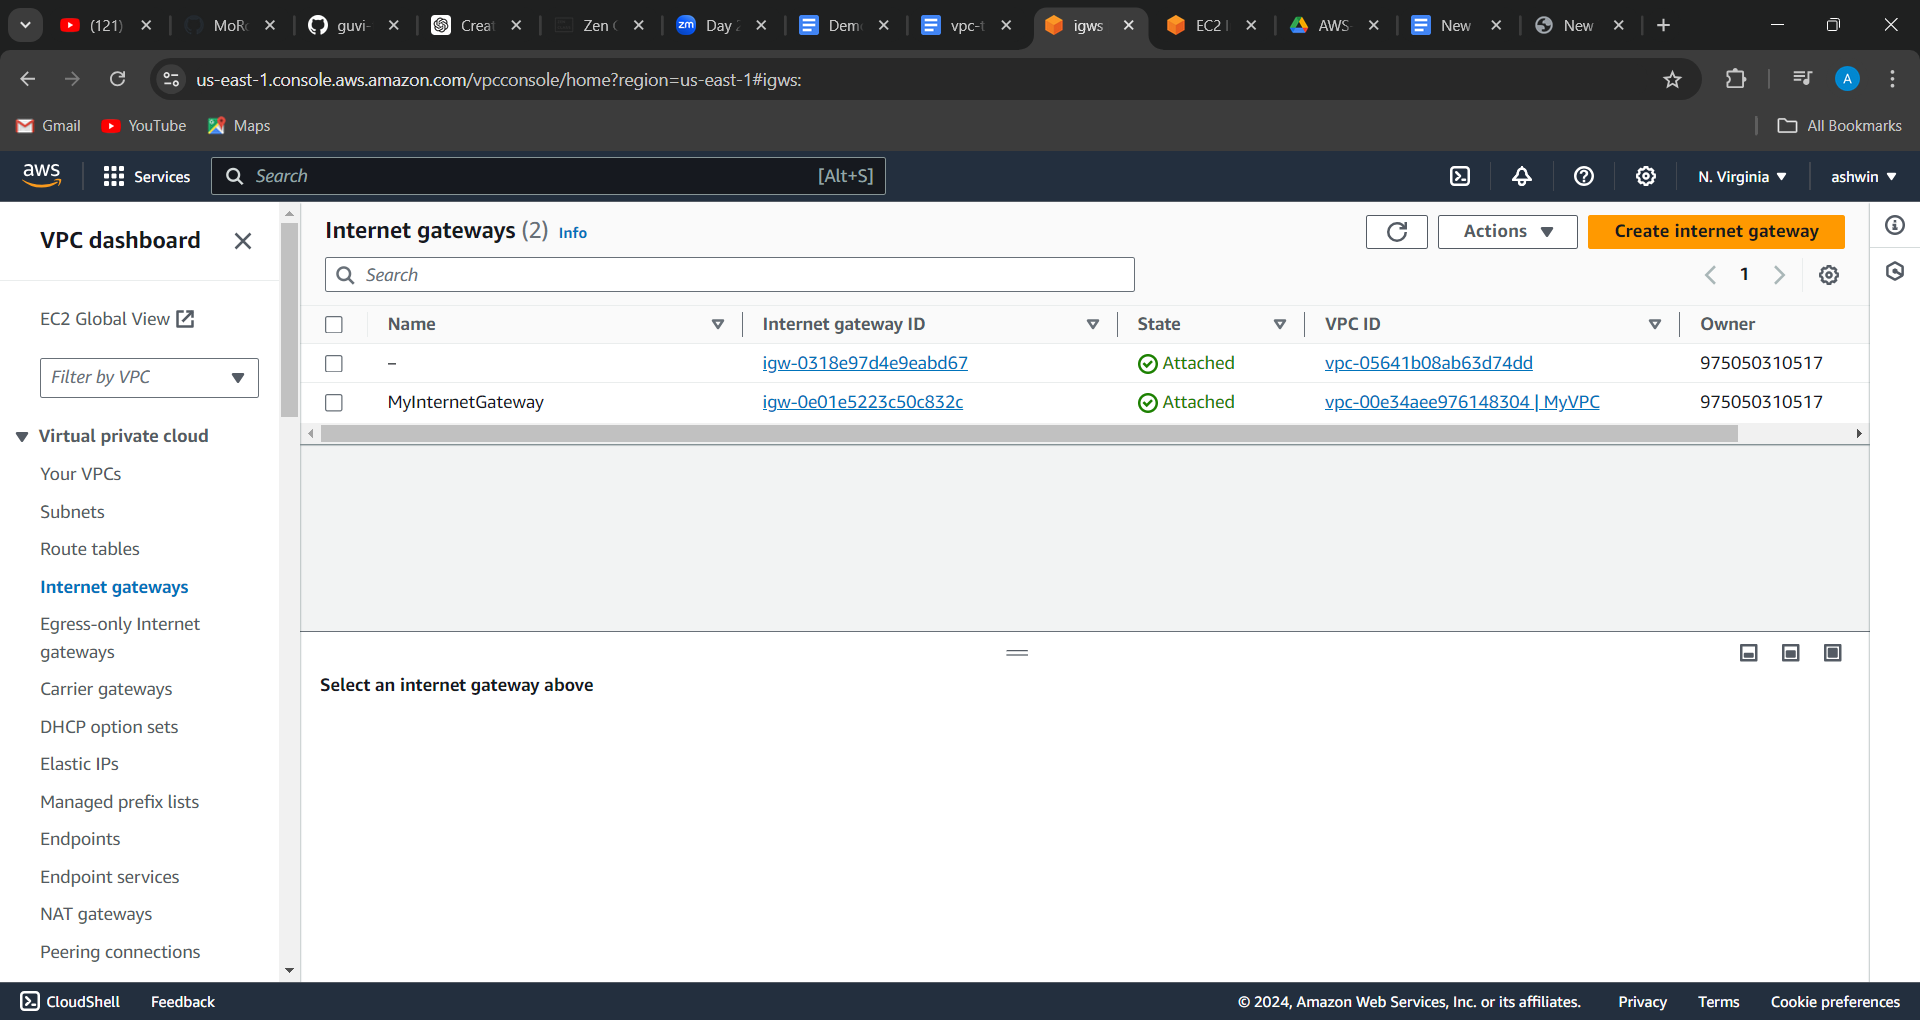 (121)
MoR
guvi-
Creat
Zen
zm
Day
Dem
vpc-t
igws
EC2
AWS
New
New
us-east-1.console.aws.amazon.com/vpcconsole/home?region=us-east-1#igws:
A
Gmail
YouTube
Maps
All Bookmarks
aws
Services
Search
[Alt+S]
N. Virginia
ashwin
VPC dashboard
EC2 Global View
Filter by VPC
Virtual private cloud
Your VPCs
Subnets
Route tables
Internet gateways
Egress-only Internet
gateways
Carrier gateways
DHCP option sets
Elastic IPs
Managed prefix lists
Endpoints
Endpoint services
NAT gateways
Peering connections
Internet gateways (2) Info
Actions
Create internet gateway
Search
1
Name Internet gateway ID State VPC ID Owner
– igw-0318e97d4e9eabd67 Attached vpc-05641b08ab63d74dd 975050310517
MyInternetGateway igw-0e01e5223c50c832c Attached vpc-00e34aee976148304 | MyVPC 975050310517
Select an internet gateway above
CloudShell Feedback © 2024, Amazon Web Services, Inc. or its affiliates. Privacy Terms Cookie preferences